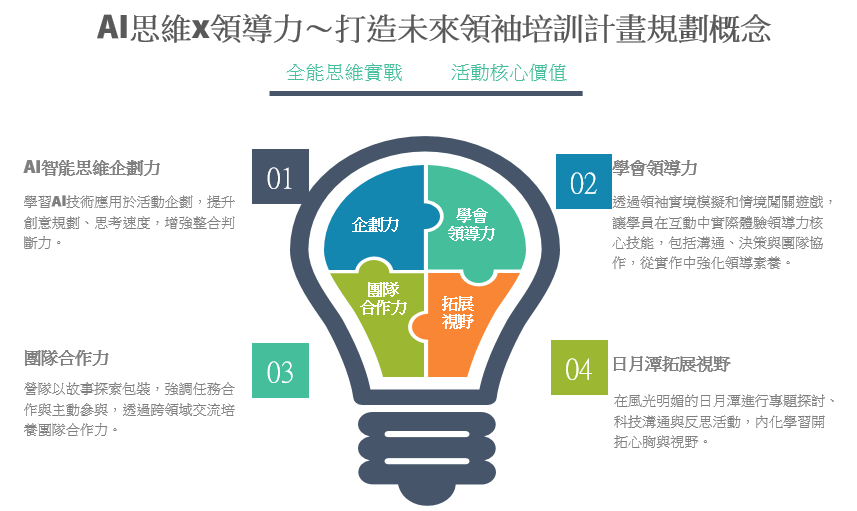 AI思維x領導力～打造未來領袖培訓計畫規劃概念
全能思維實戰 活動核心價值
01
AI智能思維企劃力
學習AI技術應用於活動企劃，提升
創意規劃、思考速度，增強整合判
斷力。
02
學會領導力
透過領袖實境模擬和情境闖關遊戲，
讓學員在互動中實際體驗領導力核
心技能，包括溝通、決策與團隊協
作，從實作中強化領導素養。
企劃力
學會
領導力
團隊
合作力
拓展
視野
03
團隊合作力
營隊以故事探索包裝，強調任務合
作與主動參與，透過跨領域交流培
養團隊合作力。
04
日月潭拓展視野
在風光明媚的日月潭進行專題探討、
科技溝通與反思活動，內化學習開
拓心胸與視野。